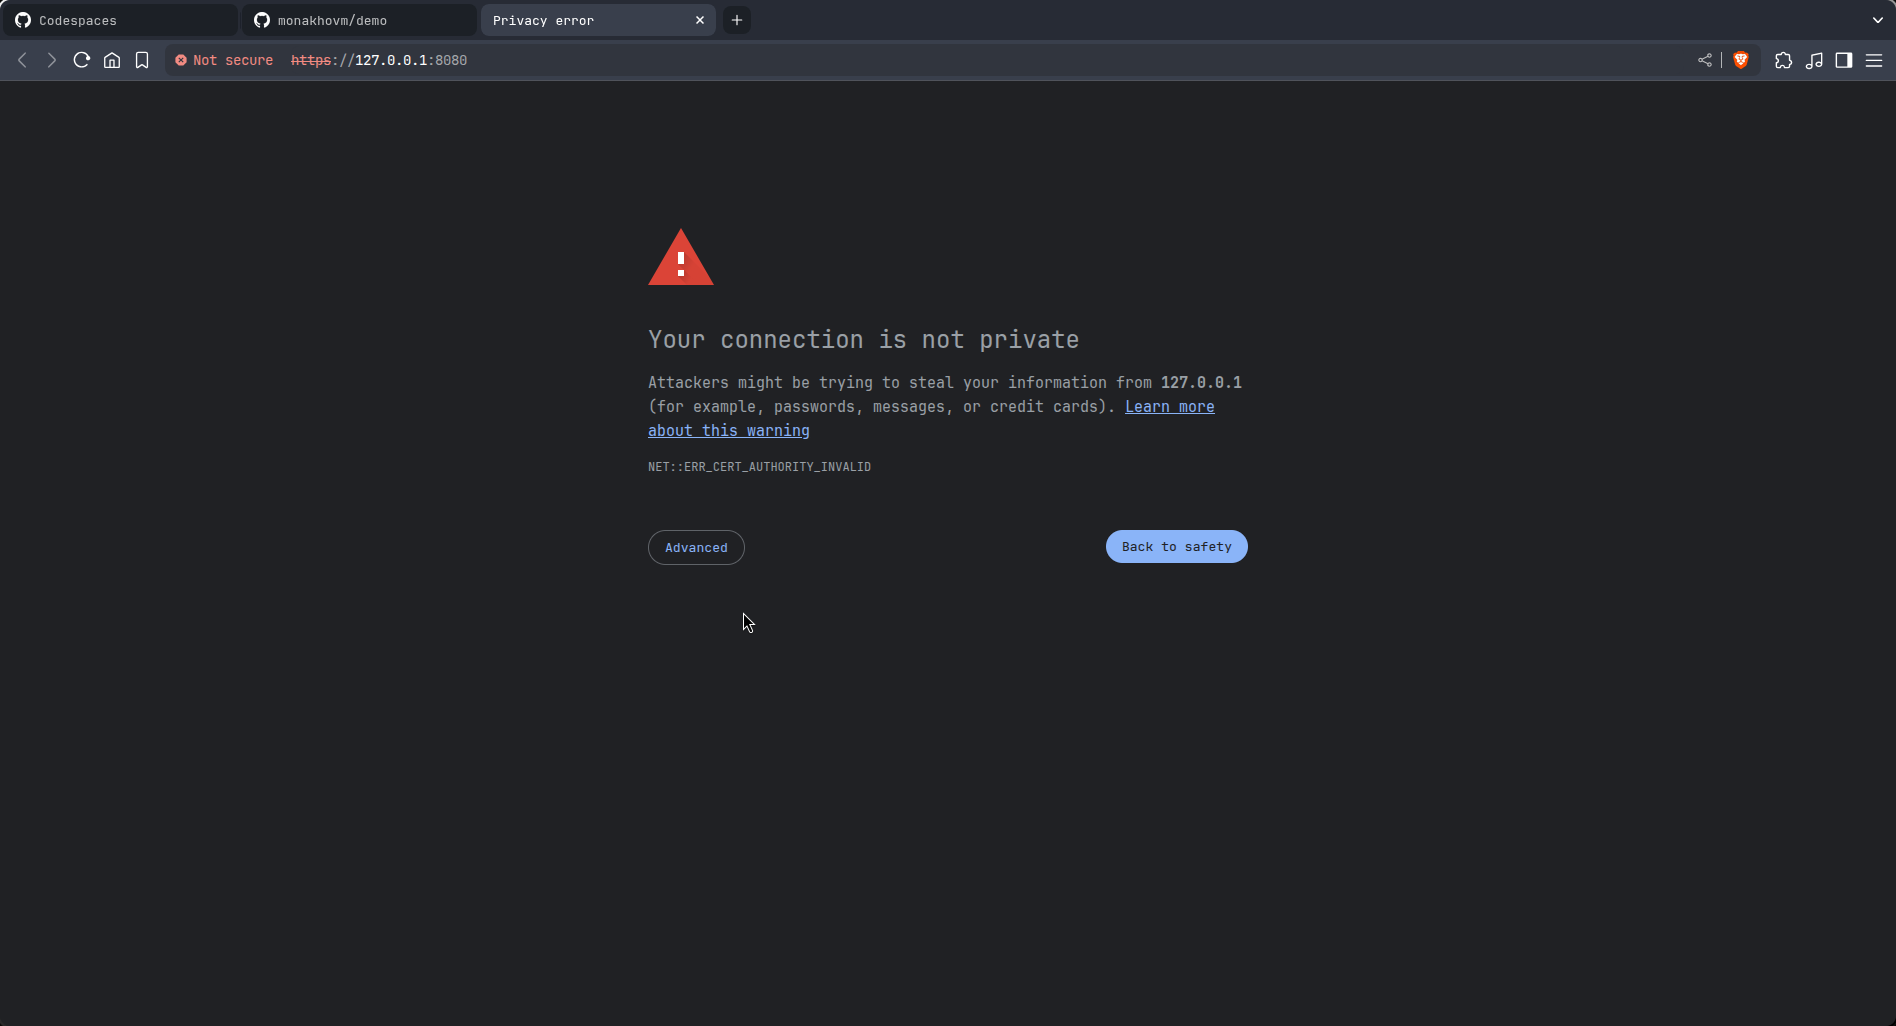 Codespaces
monakhovm/demo
Privacy error
Not secure https://127.0.0.1:8080
Your connection is not private
Attackers might be trying to steal your information from 127.0.0.1
(for example, passwords, messages, or credit cards). Learn more
about this warning
NET::ERR_CERT_AUTHORITY_INVALID
Advanced
Back to safety